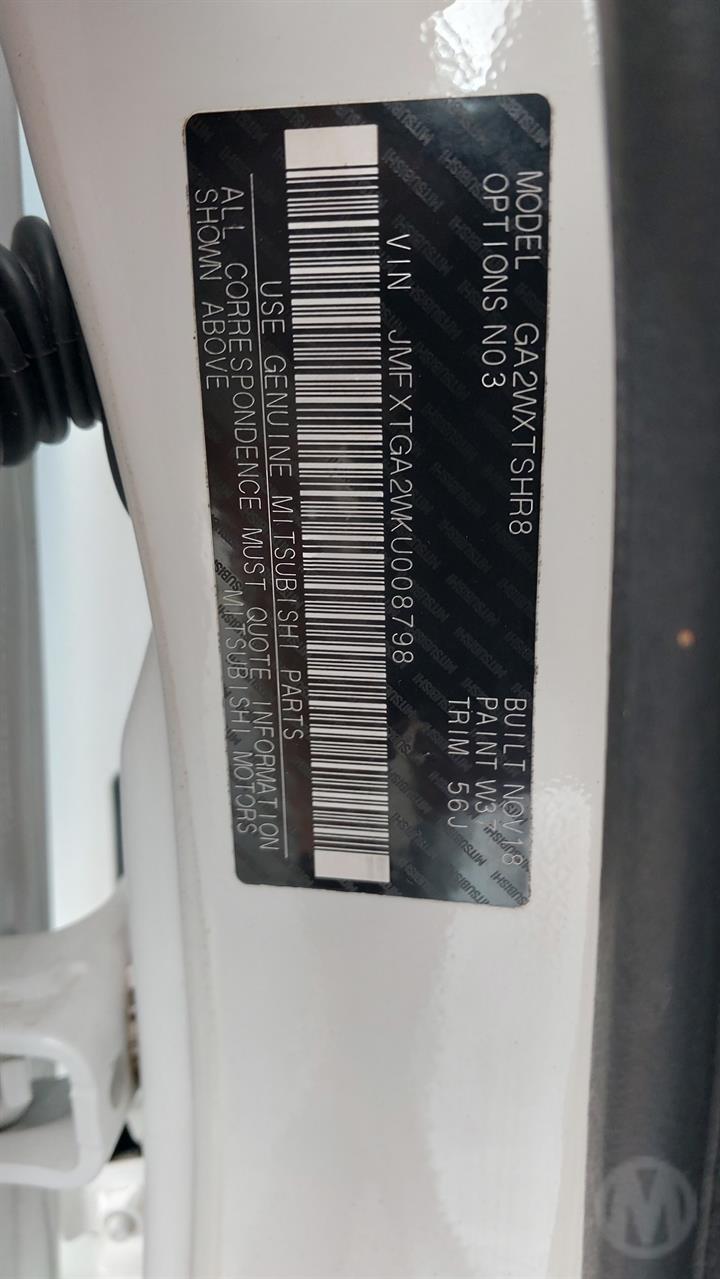 MODEL GA2WXTSHR8 BUILT NOV18
OPTIONS N03 PAINT W37
TRIM 56J
VIN JMFXTGA2WKU008798
USE GENUINE MITSUBISHI PARTS
ALL CORRESPONDENCE MUST QUOTE INFORMATION
SHOWN ABOVE MITSUBISHI MOTORS
M